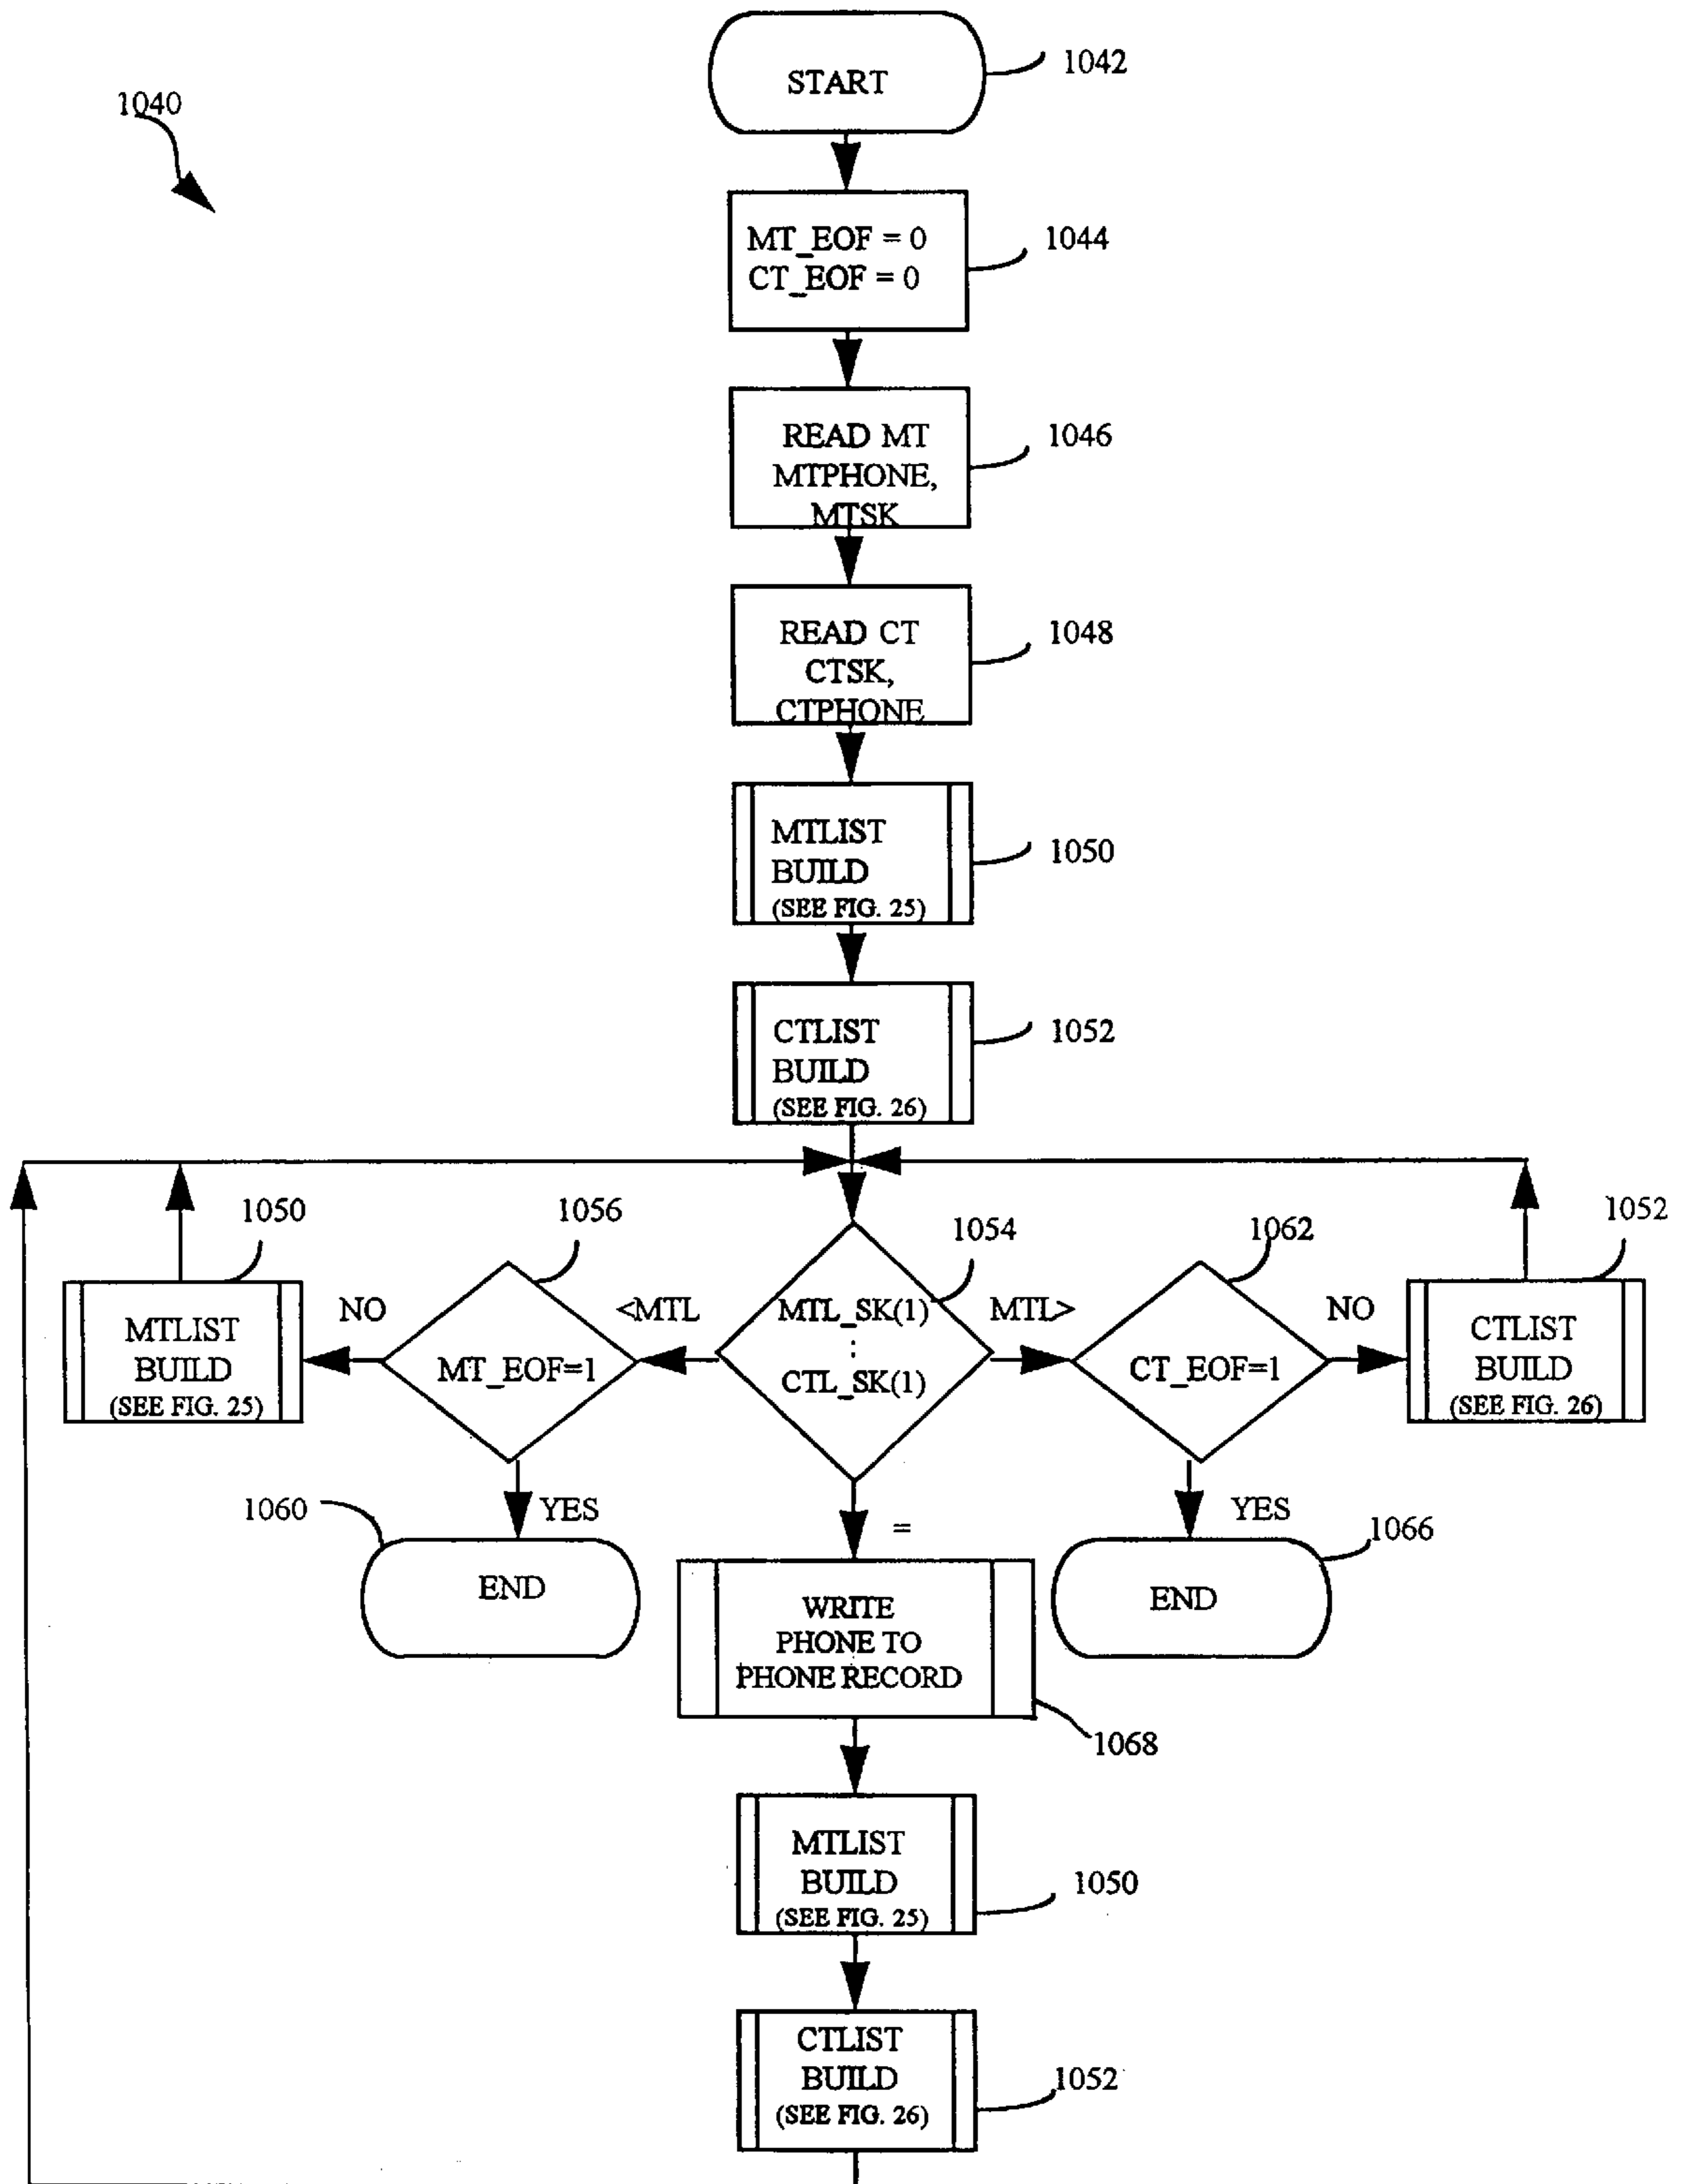 1040
START
1042
MT_EOF = 0
CT_EOF = 0
1044
READ MT
MTPHONE,
MTSK
1046
READ CT
CTSK,
CTPHONE
1048
MTLIST
BUILD
(SEE FIG. 25)
1050
CTLIST
BUILD
(SEE FIG. 26)
1052
1050
MTLIST
BUILD
(SEE FIG. 25)
NO
1056
MT_EOF=1
<MTL
1054
MTL_SK(1)
:
CTL_SK(1)
MTL>
1062
CT_EOF=1
NO
1052
CTLIST
BUILD
(SEE FIG. 26)
YES
1060
END
=
YES
1066
END
WRITE
PHONE TO
PHONE RECORD
1068
MTLIST
BUILD
(SEE FIG. 25)
1050
CTLIST
BUILD
(SEE FIG. 26)
1052